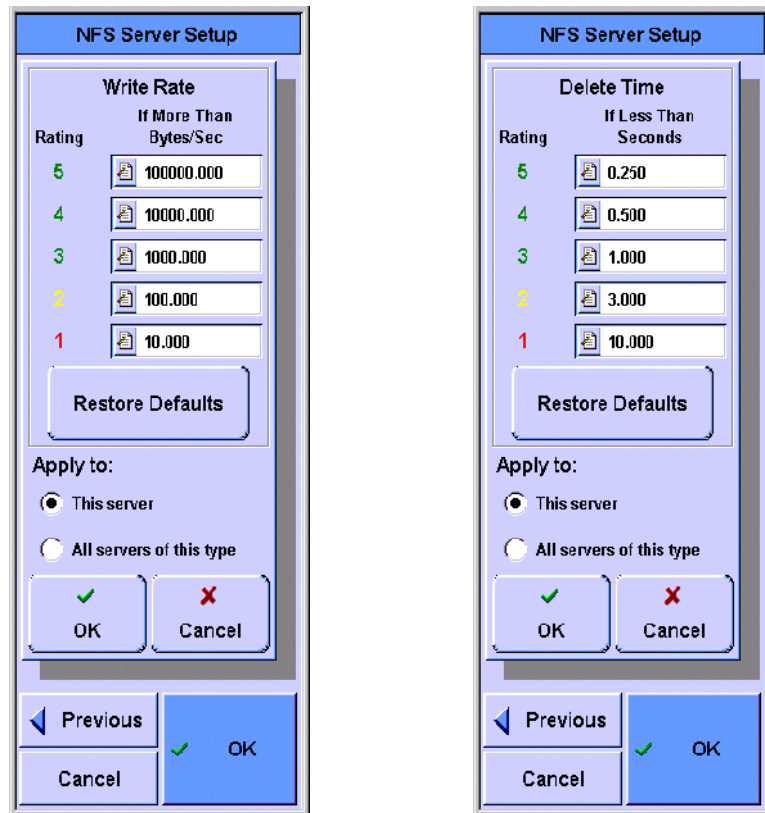 NFS Server Setup
Write Rate
If More Than
Rating Bytes/Sec
5 100000.000
4 10000.000
3 1000.000
2 100.000
1 10.000
Restore Defaults
Apply to:
This server
All servers of this type
OK Cancel
Previous
OK
Cancel
NFS Server Setup
Delete Time
If Less Than
Rating Seconds
5 0.250
4 0.500
3 1.000
2 3.000
1 10.000
Restore Defaults
Apply to:
This server
All servers of this type
OK Cancel
Previous
OK
Cancel